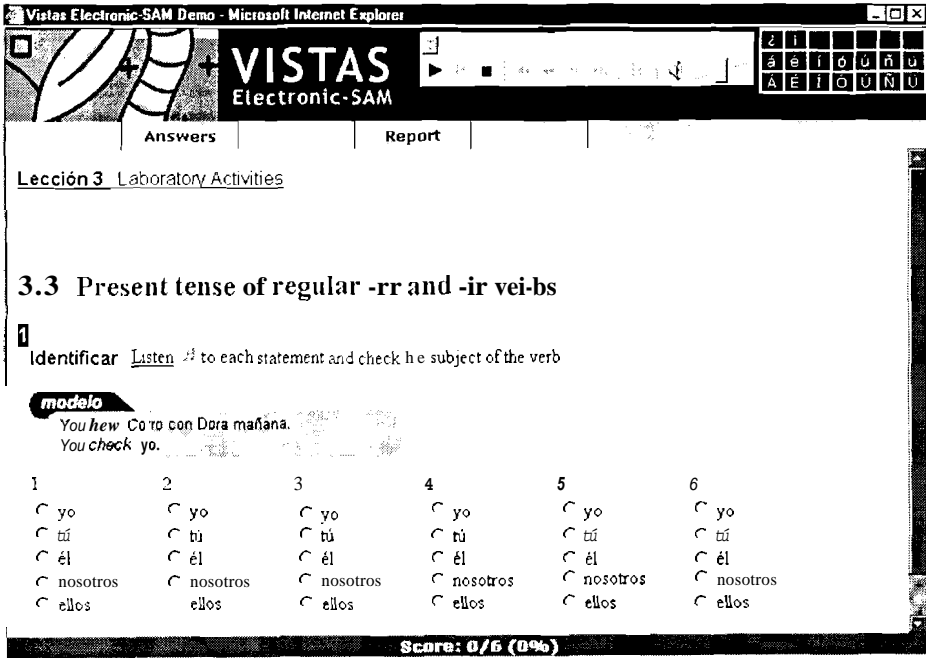 Vistas Electronic-SAM Demo - Microsoft Internet Explorer
VISTAS
Electronic-SAM
¿ ¡
á é í ó ú ñ ü
Á É Í Ó Ú Ñ Ü
Answers Report
Lección 3 Laboratory Activities
3.3 Present tense of regular -rr and -ir vei-bs
1
Identificar Listen to each statement and check h e subject of the verb
modelo
You hew Co ro con Dora mañana.
You check yo.
1 2 3 4 5 6
yo yo yo yo yo yo
tú tú tú tú tú tú
él él él él él él
nosotros nosotros nosotros nosotros nosotros nosotros
ellos ellos ellos ellos ellos ellos
Score: 0/6 (0%)